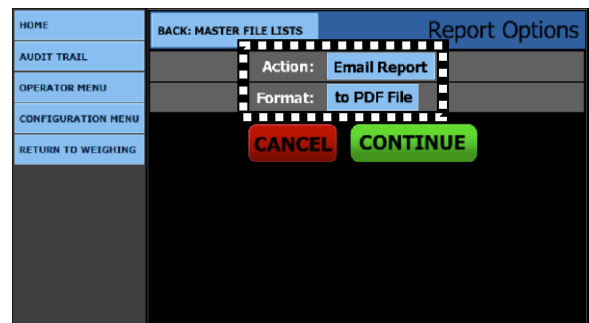 HOME
AUDIT TRAIL
OPERATOR MENU
CONFIGURATION MENU
RETURN TO WEIGHING
BACK: MASTER FILE LISTS
Report Options
Action: Email Report
Format: to PDF File
CANCEL CONTINUE